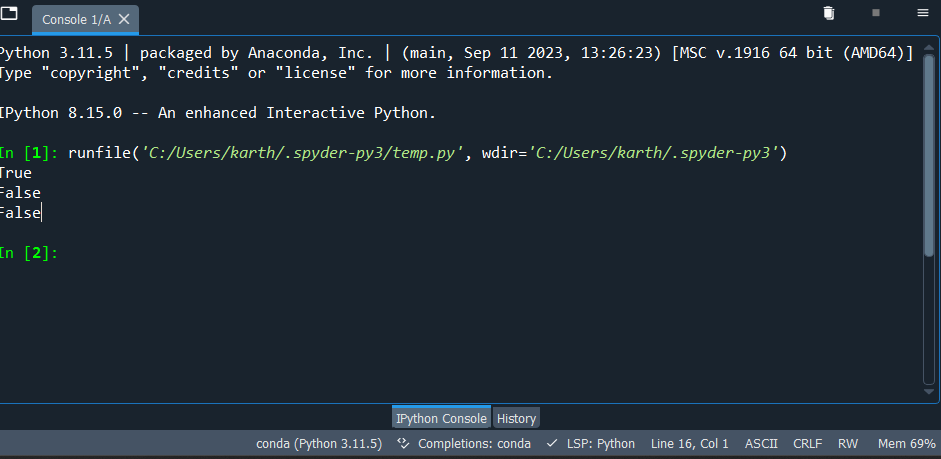 Console 1/A
Python 3.11.5 | packaged by Anaconda, Inc. | (main, Sep 11 2023, 13:26:23) [MSC v.1916 64 bit (AMD64)]
Type "copyright", "credits" or "license" for more information.
IPython 8.15.0 -- An enhanced Interactive Python.
In [1]: runfile('C:/Users/karth/.spyder-py3/temp.py', wdir='C:/Users/karth/.spyder-py3')
True
False
False
In [2]:
IPython Console History
conda (Python 3.11.5) Completions: conda LSP: Python Line 16, Col 1 ASCII CRLF RW Mem 69%